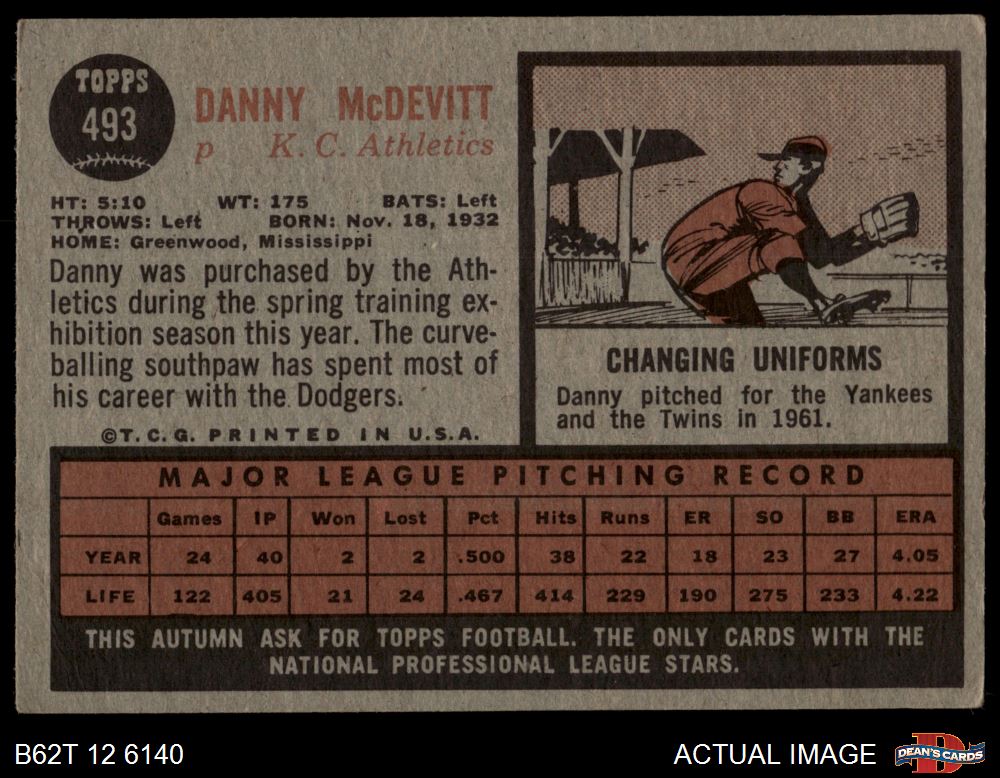 TOPPS
493
DANNY McDEVITT
p K. C. Athletics
HT: 5:10 WT: 175 BATS: Left
THROWS: Left BORN: Nov. 18, 1932
HOME: Greenwood, Mississippi
Danny was purchased by the Ath-
letics during the spring training ex-
hibition season this year. The curve-
balling southpaw has spent most of
his career with the Dodgers.
©T.C.G. PRINTED IN U.S.A.
CHANGING UNIFORMS
Danny pitched for the Yankees
and the Twins in 1961.
MAJOR LEAGUE PITCHING RECORD
Games IP Won Lost Pct Hits Runs ER SO BB ERA
YEAR 24 40 2 2 .500 38 22 18 23 27 4.05
LIFE 122 405 21 24 .467 414 229 190 275 233 4.22
THIS AUTUMN ASK FOR TOPPS FOOTBALL. THE ONLY CARDS WITH THE
NATIONAL PROFESSIONAL LEAGUE STARS.
B62T 12 6140 ACTUAL IMAGE DEAN'S CARDS